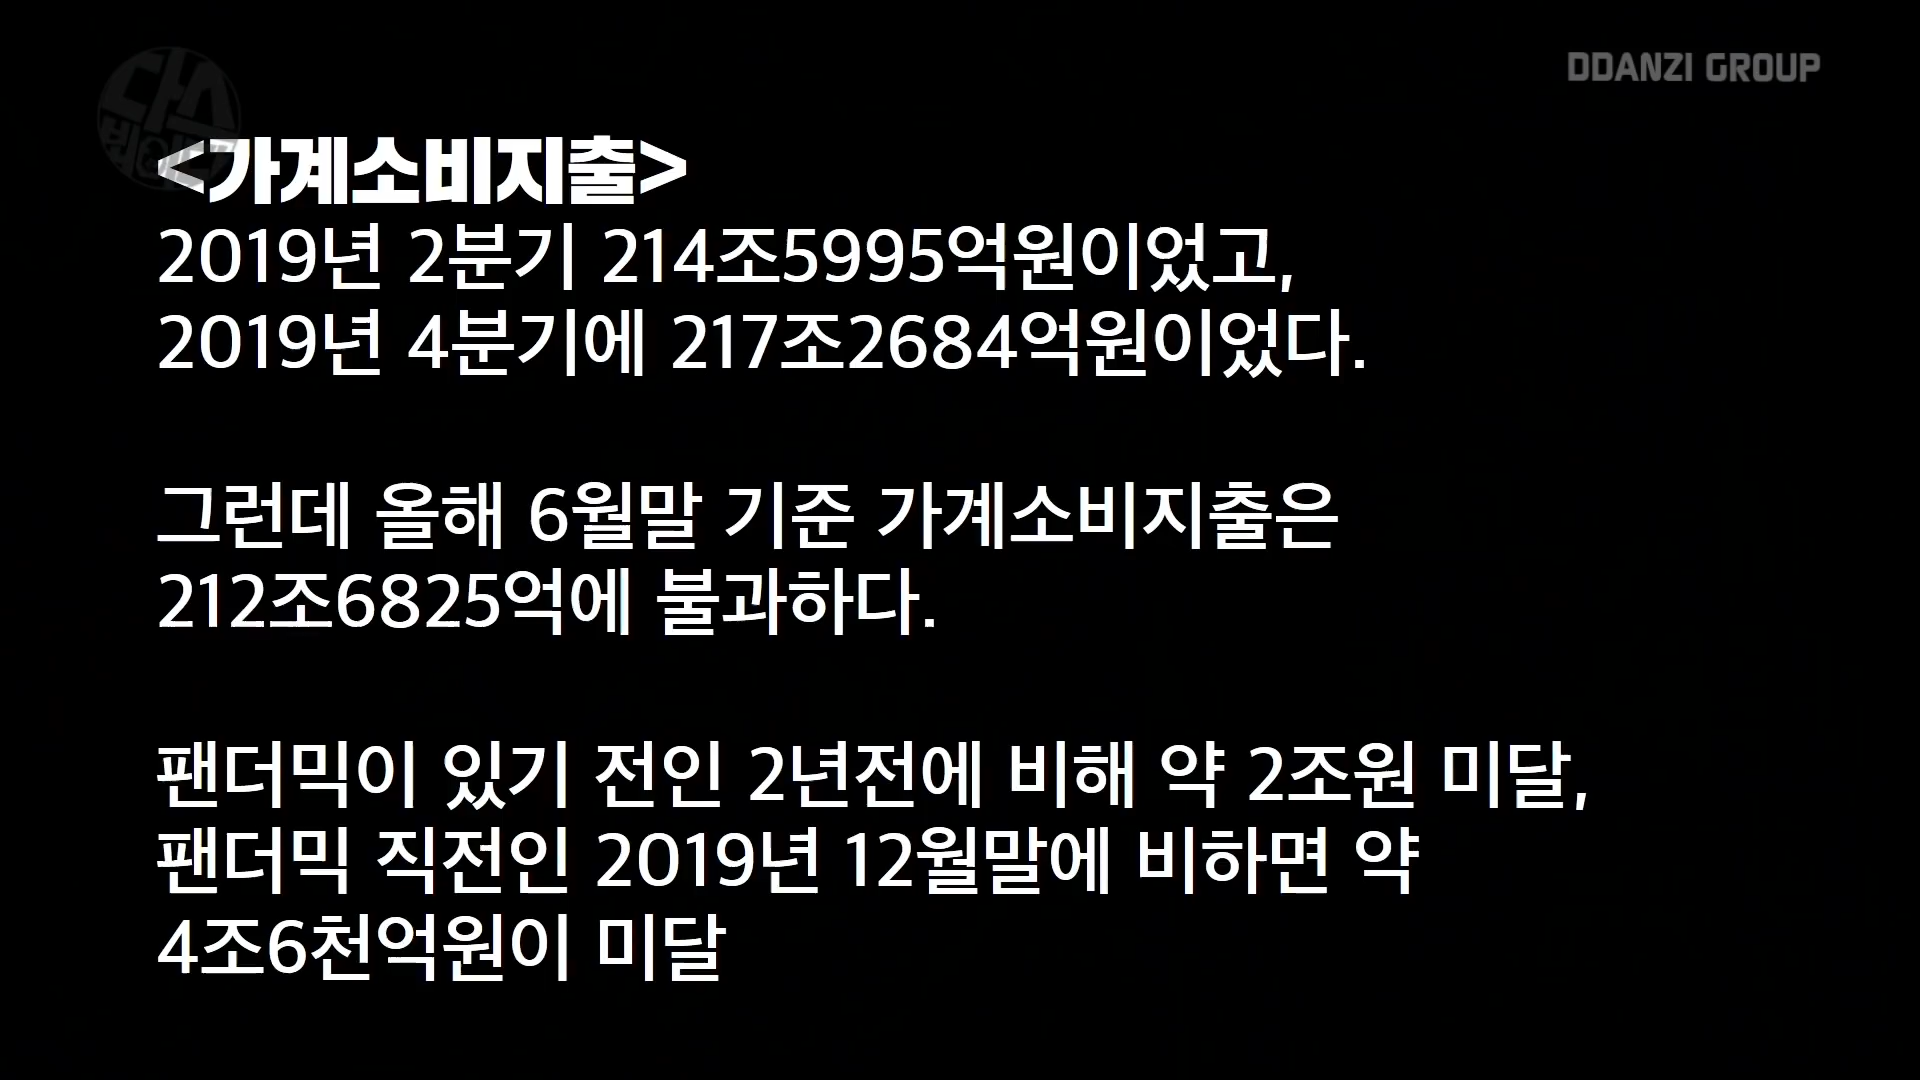 DDANZI GROUP
<가계소비지출>
2019년 2분기 214조5995억원이었고,
2019년 4분기에 217조2684억원이었다.
그런데 올해 6월말 기준 가계소비지출은
212조6825억에 불과하다.
팬더믹이 있기 전인 2년전에 비해 약 2조원 미달,
팬더믹 직전인 2019년 12월말에 비하면 약
4조6천억원이 미달